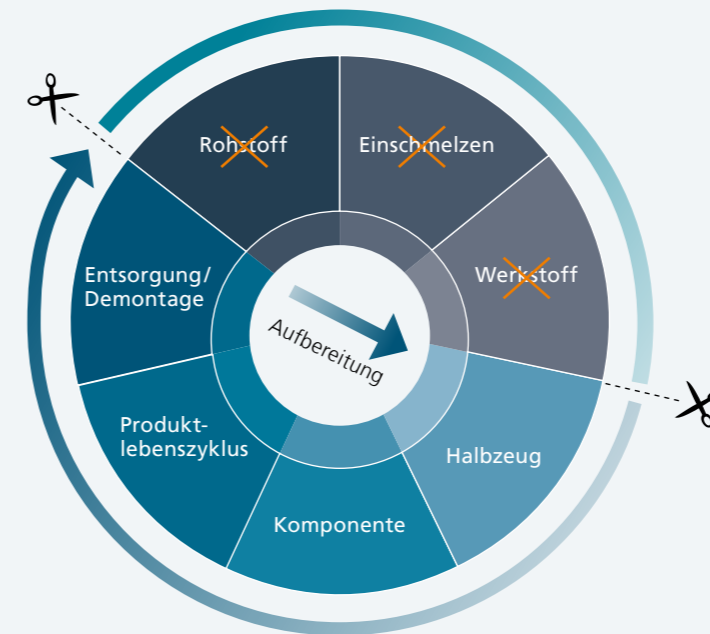 Rohstoff
Einschmelzen
Werkstoff
Halbzeug
Komponente
Produkt-
lebenszyklus
Entsorgung/
Demontage
Aufbereitung